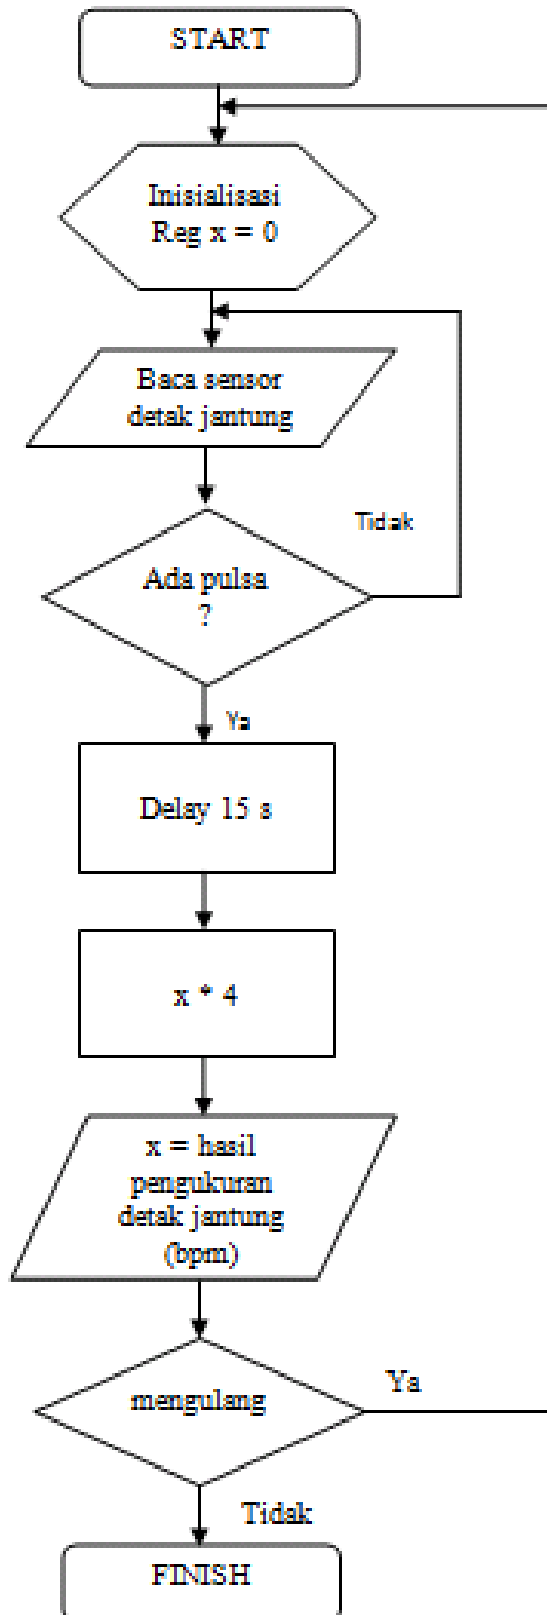 START
Inisialisasi
Reg x = 0
Baca sensor
detak jantung
Tidak
Ada pulsa
?
Ya
Delay 15 s
x * 4
x = hasil
pengukuran
detak jantung
(bpm)
mengulang
Ya
Tidak
FINISH